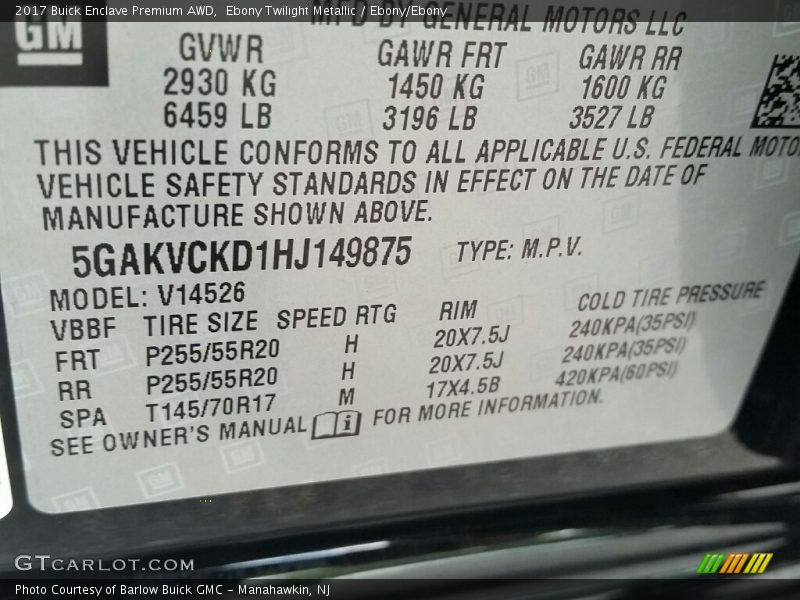 2017 Buick Enclave Premium AWD,  Ebony Twilight Metallic / Ebony/Ebony
MFD BY GENERAL MOTORS LLC
GM
GVWR GAWR FRT GAWR RR
2930 KG 1450 KG 1600 KG
6459 LB 3196 LB 3527 LB
THIS VEHICLE CONFORMS TO ALL APPLICABLE U.S. FEDERAL MOTO
VEHICLE SAFETY STANDARDS IN EFFECT ON THE DATE OF
MANUFACTURE SHOWN ABOVE.
5GAKVCKD1HJ149875 TYPE: M.P.V.
MODEL: V14526
VBBF TIRE SIZE SPEED RTG RIM COLD TIRE PRESSURE
FRT P255/55R20 H 20X7.5J 240KPA(35PSI)
RR P255/55R20 H 20X7.5J 240KPA(35PSI)
SPA T145/70R17 M 17X4.5B 420KPA(60PSI)
SEE OWNER'S MANUAL i FOR MORE INFORMATION.
GTCARLOT.COM
Photo Courtesy of Barlow Buick GMC - Manahawkin, NJ